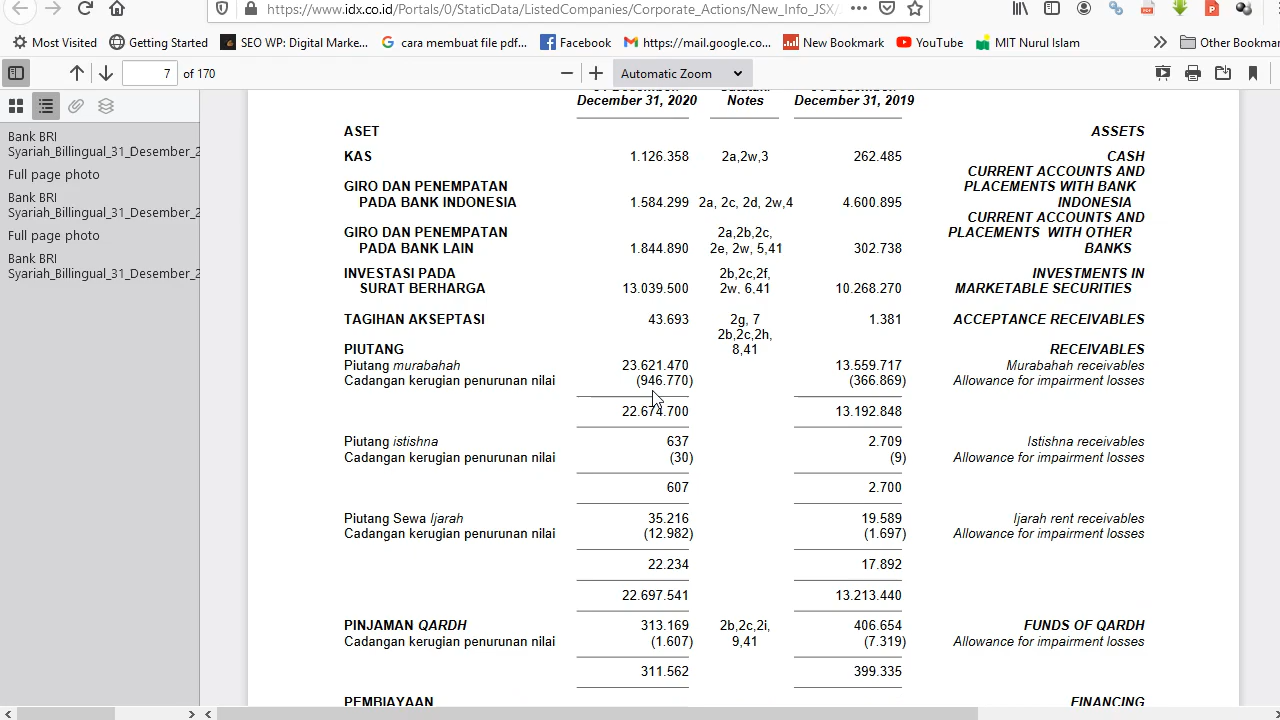 https://www.idx.co.id/Portals/0/StaticData/ListedCompanies/Corporate_Actions/New_Info_JSX/
Most Visited Getting Started SEO WP: Digital Marke... cara membuat file pdf... Facebook https://mail.google.co... New Bookmark YouTube MIT Nurul Islam Other Bookmar
7 of 170 Automatic Zoom
Bank BRI
Syariah_Billingual_31_Desember_2
Full page photo
Bank BRI
Syariah_Billingual_31_Desember_2
Full page photo
Bank BRI
Syariah_Billingual_31_Desember_2
December 31, 2020 Notes December 31, 2019
ASET ASSETS
KAS 1.126.358 2a,2w,3 262.485 CASH
CURRENT ACCOUNTS AND
GIRO DAN PENEMPATAN PLACEMENTS WITH BANK
PADA BANK INDONESIA 1.584.299 2a, 2c, 2d, 2w,4 4.600.895 INDONESIA
CURRENT ACCOUNTS AND
GIRO DAN PENEMPATAN 2a,2b,2c, PLACEMENTS WITH OTHER
PADA BANK LAIN 1.844.890 2e, 2w, 5,41 302.738 BANKS
INVESTASI PADA 2b,2c,2f, INVESTMENTS IN
SURAT BERHARGA 13.039.500 2w, 6,41 10.268.270 MARKETABLE SECURITIES
TAGIHAN AKSEPTASI 43.693 2g, 7 1.381 ACCEPTANCE RECEIVABLES
2b,2c,2h,
PIUTANG 8,41 RECEIVABLES
Piutang murabahah 23.621.470 13.559.717 Murabahah receivables
Cadangan kerugian penurunan nilai (946.770) (366.869) Allowance for impairment losses
22.674.700 13.192.848
Piutang istishna 637 2.709 Istishna receivables
Cadangan kerugian penurunan nilai (30) (9) Allowance for impairment losses
607 2.700
Piutang Sewa Ijarah 35.216 19.589 Ijarah rent receivables
Cadangan kerugian penurunan nilai (12.982) (1.697) Allowance for impairment losses
22.234 17.892
22.697.541 13.213.440
PINJAMAN QARDH 313.169 2b,2c,2i, 406.654 FUNDS OF QARDH
Cadangan kerugian penurunan nilai (1.607) 9,41 (7.319) Allowance for impairment losses
311.562 399.335
PEMBIAYAAN FINANCING